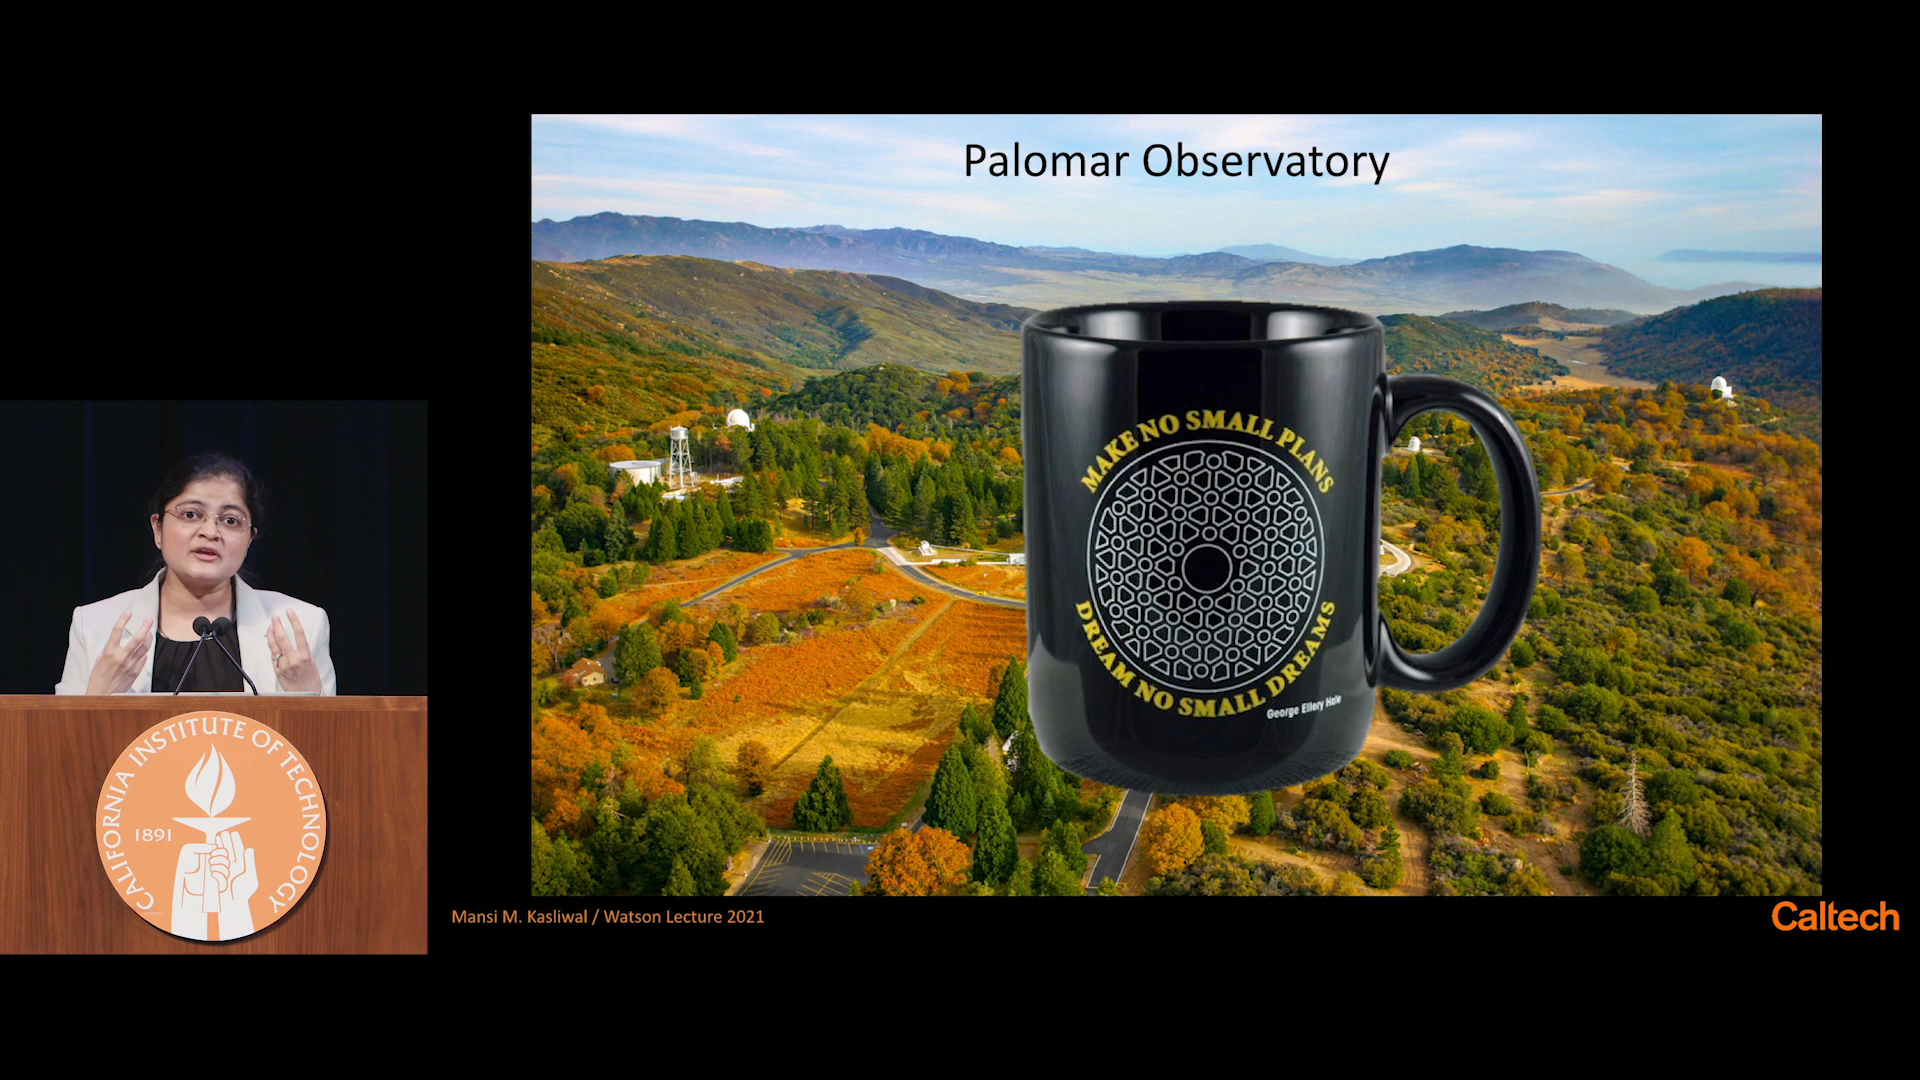 Palomar Observatory
MAKE NO SMALL PLANS
DREAM NO SMALL DREAMS
George Ellery Hale
CALIFORNIA INSTITUTE OF TECHNOLOGY
1891
Mansi M. Kasliwal / Watson Lecture 2021
Caltech